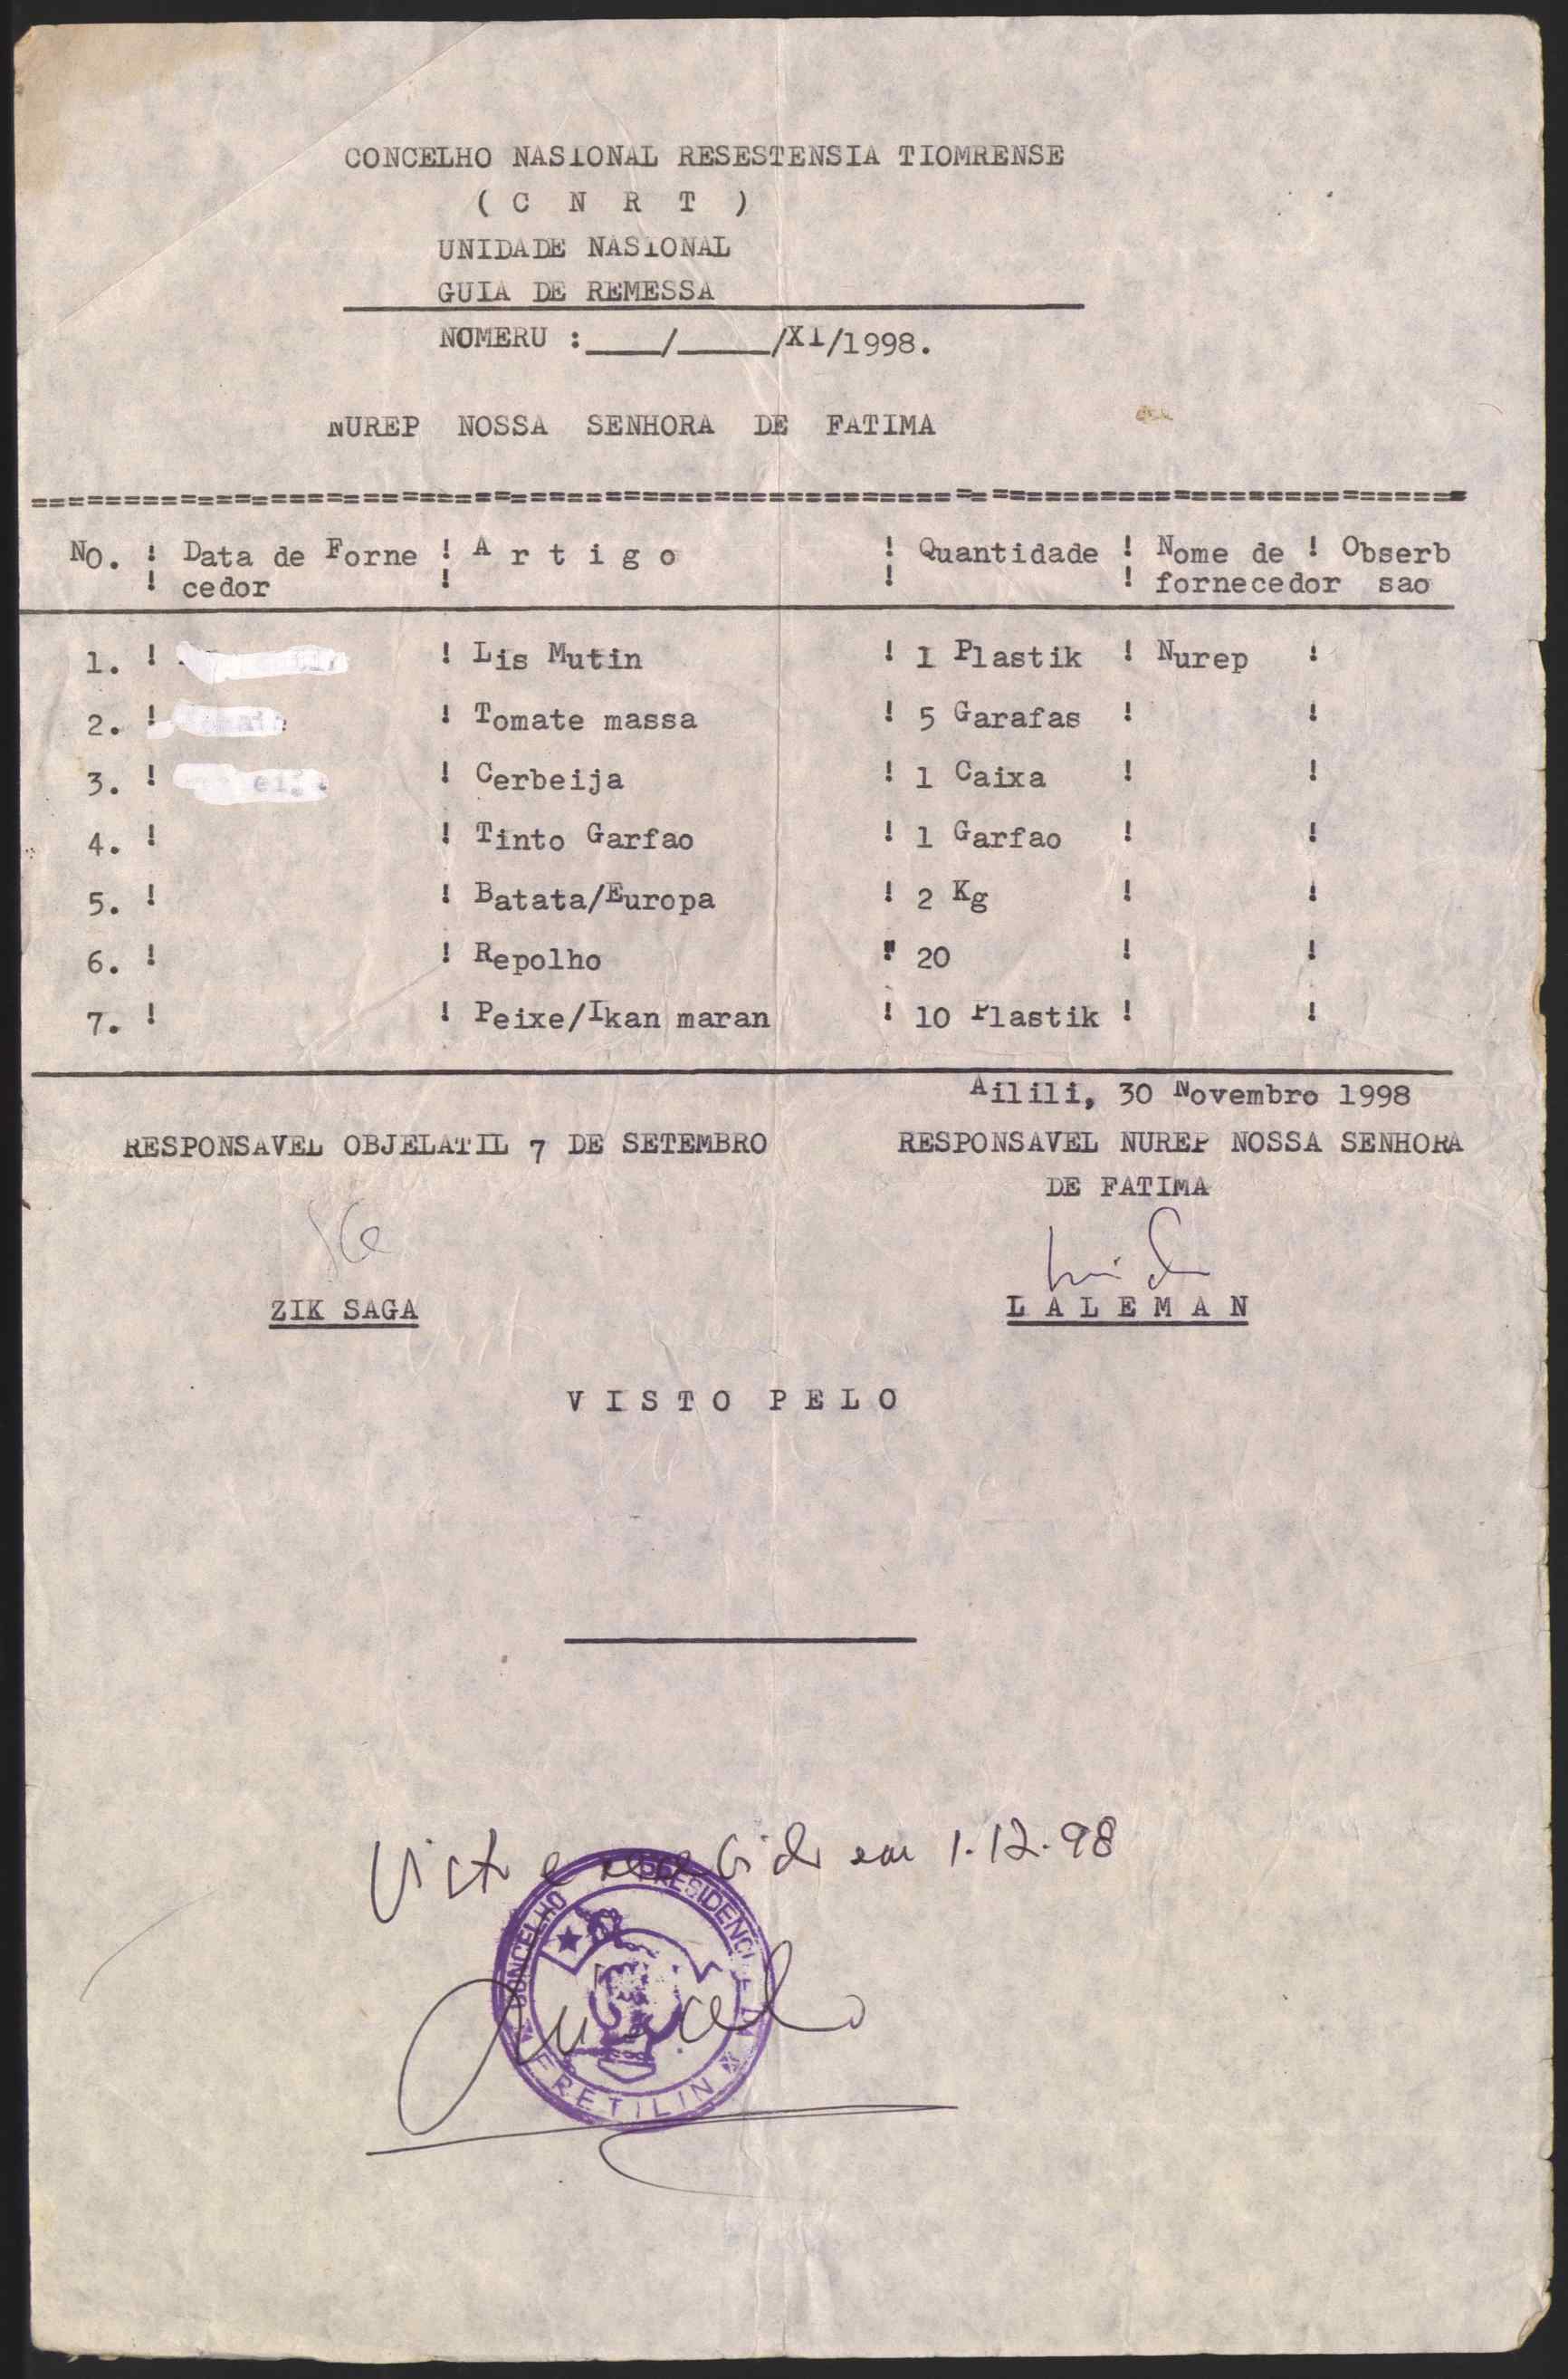 CONCELHO NASIONAL RESESTENSIA TIOMRENSE
( C N R T )
UNIDADE NASIONAL
GUIA DE REMESSA
NOMERU :____/_____/XI/1998.
NUREP NOSSA SENHORA DE FATIMA
================================================================================
No. ! Data de Forne ! A r t i g o ! Quantidade ! Nome de ! Obserb
! cedor ! ! ! fornecedor sao
1. ! ! Lis Mutin ! I Plastik ! Nurep !
2. ! ! Tomate massa ! 5 Garafas ! !
3. ! ! Cerbeija ! 1 Caixa ! !
4. ! ! Tinto Garfao ! 1 Garfao ! !
5. ! ! Batata/Europa ! 2 Kg ! !
6. ! ! Repolho ! 20 ! !
7. ! ! Peixe/Ikan maran ! 10 Plastik ! !
Ailili, 30 Novembro 1998
RESPONSAVEL OBJELATIL 7 DE SETEMBRO RESPONSAVEL NUREP NOSSA SENHORA
DE FATIMA
ZIK SAGA L A L E M A N
V I S T O P E L O
Visto e recebido em 1.12.98
CONCELHO PRESIDENCI
FRETILIN